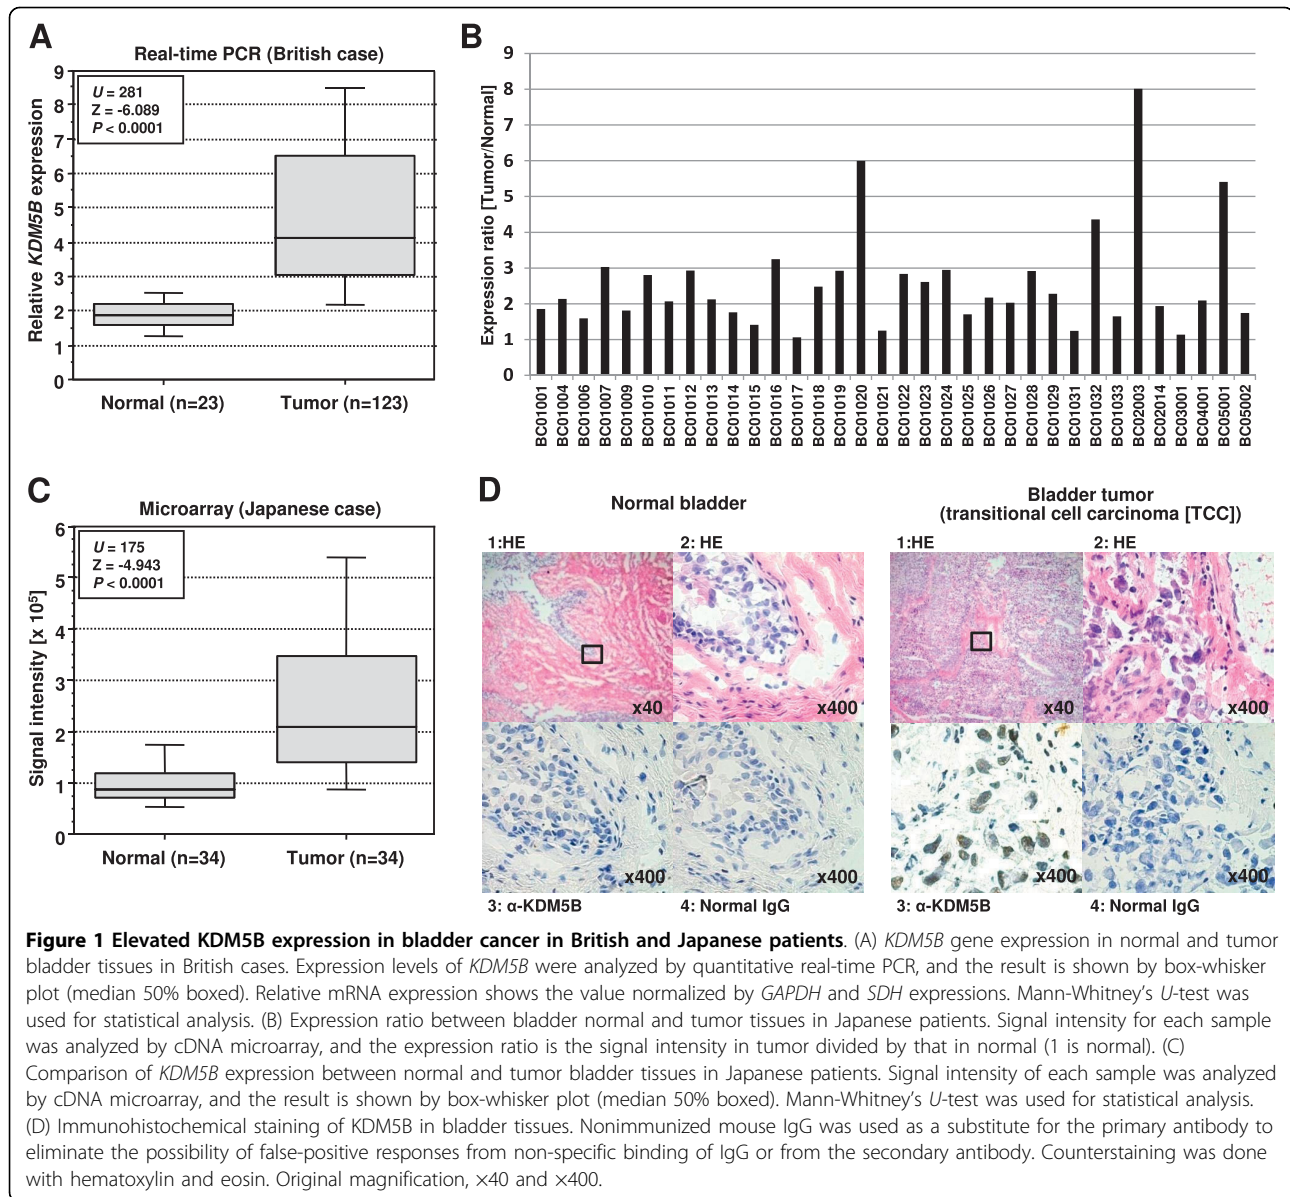 A
Real-time PCR (British case)
U = 281
Z = -6.089
P < 0.0001
Relative KDM5B expression
9
8
7
6
5
4
3
2
1
0
Normal (n=23)
Tumor (n=123)
B
Expression ratio [Tumor/Normal]
9
8
7
6
5
4
3
2
1
0
BC01001
BC01004
BC01006
BC01007
BC01009
BC01010
BC01011
BC01012
BC01013
BC01014
BC01015
BC01016
BC01017
BC01018
BC01019
BC01020
BC01021
BC01022
BC01023
BC01024
BC01025
BC01026
BC01027
BC01028
BC01029
BC01031
BC01032
BC01033
BC02003
BC02014
BC03001
BC04001
BC05001
BC05002
C
Microarray (Japanese case)
U = 175
Z = -4.943
P < 0.0001
Signal intensity [x 10⁵]
6
5
4
3
2
1
0
Normal (n=34)
Tumor (n=34)
D
Normal bladder
1:HE
2: HE
x40
x400
x400
x400
3: α-KDM5B
4: Normal IgG
Bladder tumor
(transitional cell carcinoma [TCC])
1:HE
2: HE
x40
x400
x400
x400
3: α-KDM5B
4: Normal IgG
Figure 1 Elevated KDM5B expression in bladder cancer in British and Japanese patients. (A) KDM5B gene expression in normal and tumor
bladder tissues in British cases. Expression levels of KDM5B were analyzed by quantitative real-time PCR, and the result is shown by box-whisker
plot (median 50% boxed). Relative mRNA expression shows the value normalized by GAPDH and SDH expressions. Mann-Whitney's U-test was
used for statistical analysis. (B) Expression ratio between bladder normal and tumor tissues in Japanese patients. Signal intensity for each sample
was analyzed by cDNA microarray, and the expression ratio is the signal intensity in tumor divided by that in normal (1 is normal). (C)
Comparison of KDM5B expression between normal and tumor bladder tissues in Japanese patients. Signal intensity of each sample was analyzed
by cDNA microarray, and the result is shown by box-whisker plot (median 50% boxed). Mann-Whitney's U-test was used for statistical analysis.
(D) Immunohistochemical staining of KDM5B in bladder tissues. Nonimmunized mouse IgG was used as a substitute for the primary antibody to
eliminate the possibility of false-positive responses from non-specific binding of IgG or from the secondary antibody. Counterstaining was done
with hematoxylin and eosin. Original magnification, ×40 and ×400.